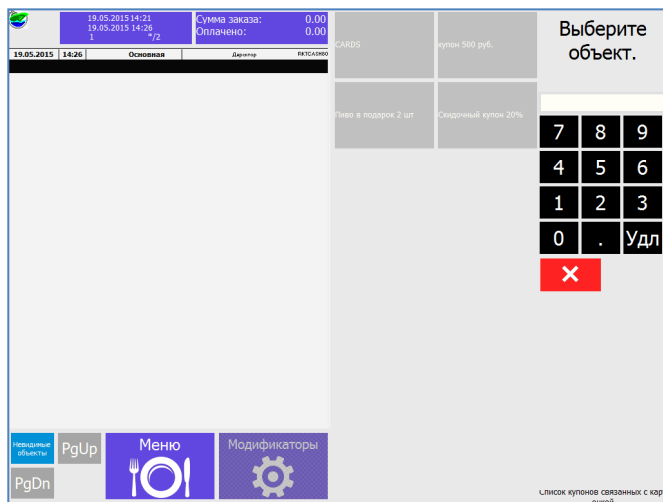 19.05.2015 14:21
19.05.2015 14:26
1 */2
Сумма заказа: 0.00
Оплачено: 0.00
19.05.2015 14:26 Основная Директор RKTCASH60
CARDS
купон 500 руб.
Пиво в подарок 2 шт
Скидочный купон 20%
Выберите
объект.
7 8 9
4 5 6
1 2 3
0 . Удл
Невидимые
объекты
PgUp
PgDn
Меню
Модификаторы
Список купонов связанных с кар